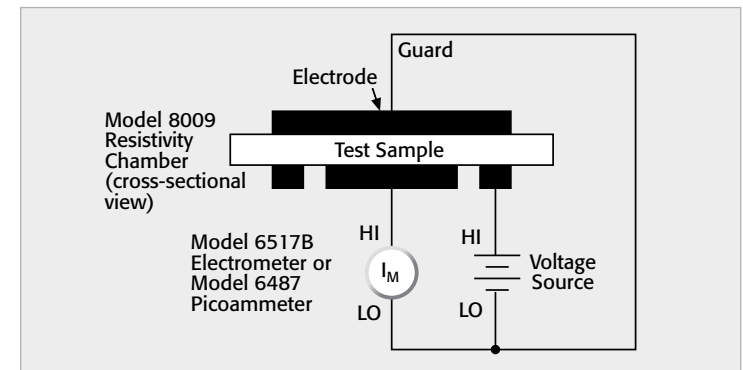 Guard
Electrode
Model 8009
Resistivity
Chamber
(cross-sectional
view)
Test Sample
Model 6517B
Electrometer or
Model 6487
Picoammeter
HI
IM
LO
HI
LO
Voltage
Source